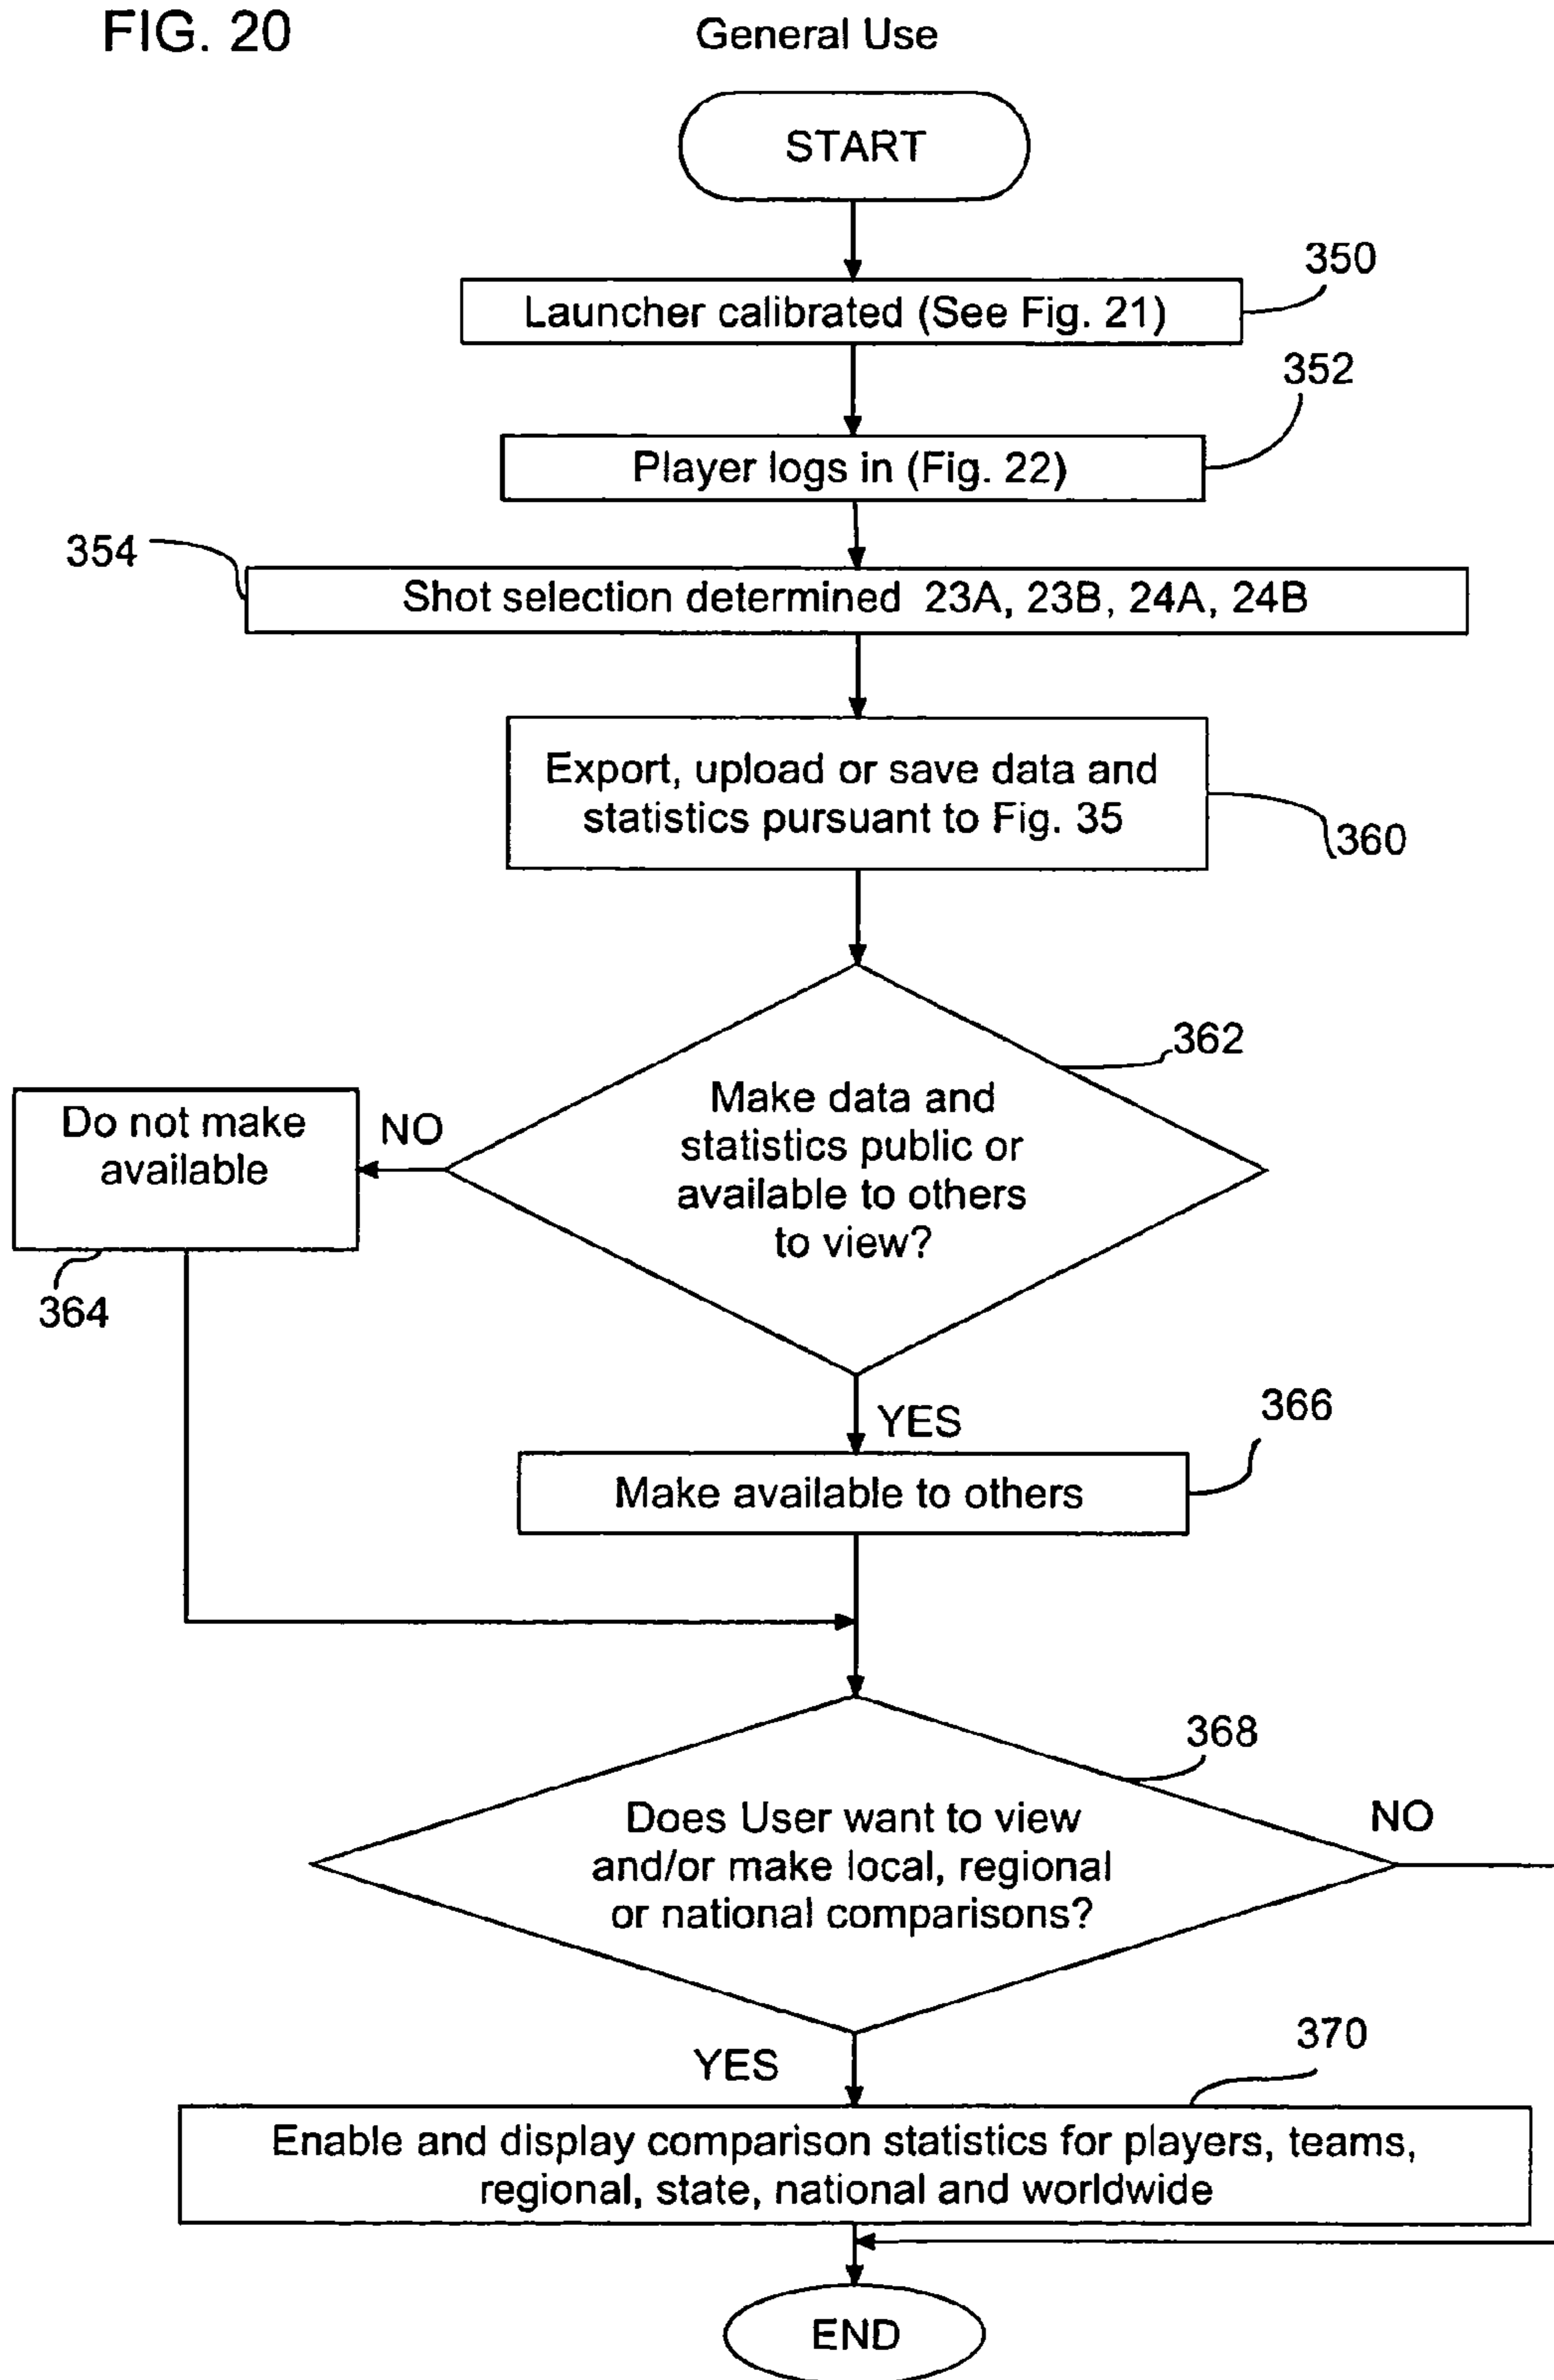 FIG. 20
General Use
START
350
Launcher calibrated (See Fig. 21)
352
Player logs in (Fig. 22)
354
Shot selection determined 23A, 23B, 24A, 24B
Export, upload or save data and
statistics pursuant to Fig. 35
360
362
Make data and
statistics public or
available to others
to view?
NO
Do not make
available
364
YES
366
Make available to others
368
Does User want to view
and/or make local, regional
or national comparisons?
NO
YES
370
Enable and display comparison statistics for players, teams,
regional, state, national and worldwide
END